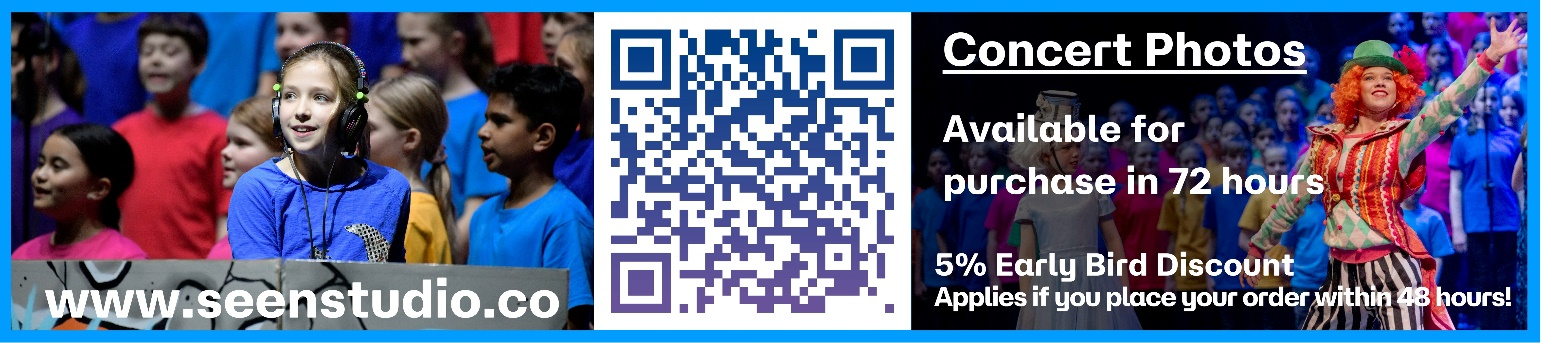 www.seenstudio.co
Concert Photos
Available for
purchase in 72 hours
5% Early Bird Discount
Applies if you place your order within 48 hours!